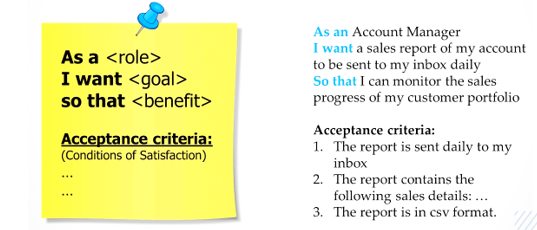 As a <role>
I want <goal>
so that <benefit>
Acceptance criteria:
(Conditions of Satisfaction)
...
...
As an Account Manager
I want a sales report of my account
to be sent to my inbox daily
So that I can monitor the sales
progress of my customer portfolio
Acceptance criteria:
1. The report is sent daily to my
inbox
2. The report contains the
following sales details: ...
3. The report is in csv format.